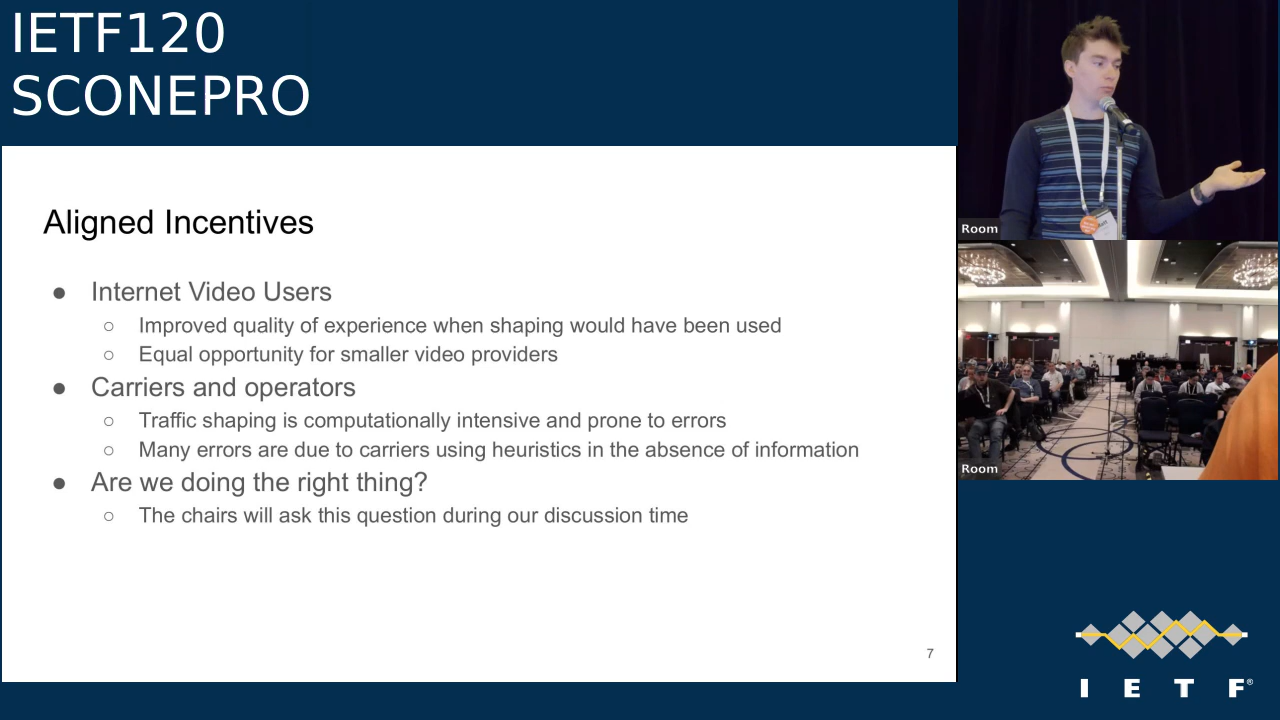 IETF120
SCONEPRO
Aligned Incentives
● Internet Video Users
○ Improved quality of experience when shaping would have been used
○ Equal opportunity for smaller video providers
● Carriers and operators
○ Traffic shaping is computationally intensive and prone to errors
○ Many errors are due to carriers using heuristics in the absence of information
● Are we doing the right thing?
○ The chairs will ask this question during our discussion time
7
Room
Room
I E T F®